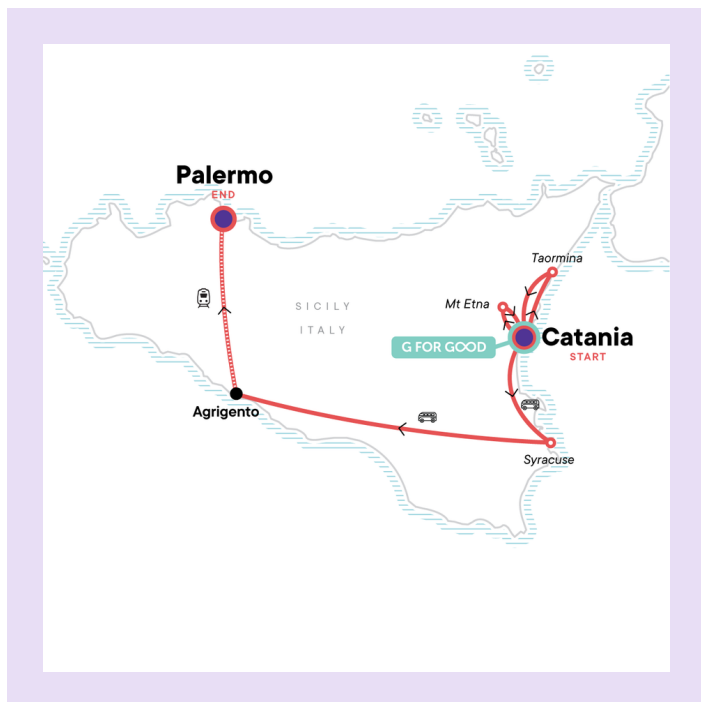 Palermo
END
Taormina
Mt Etna
SICILY
ITALY
Catania
START
G FOR GOOD
Agrigento
Syracuse